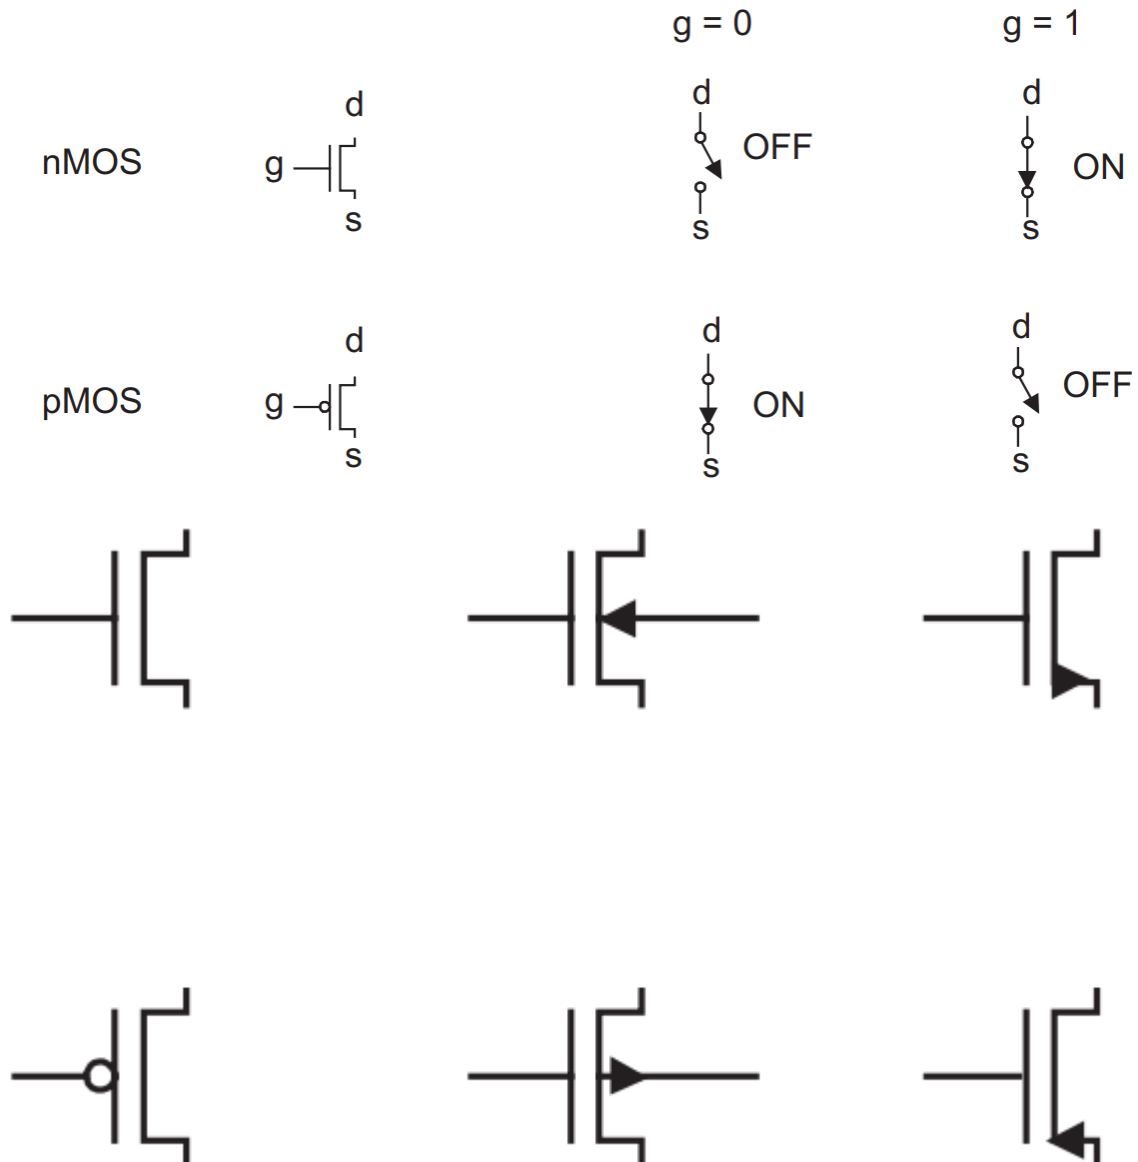 g = 0 g = 1
d d d
nMOS g OFF ON
s s s
d d d
pMOS g ON OFF
s s s